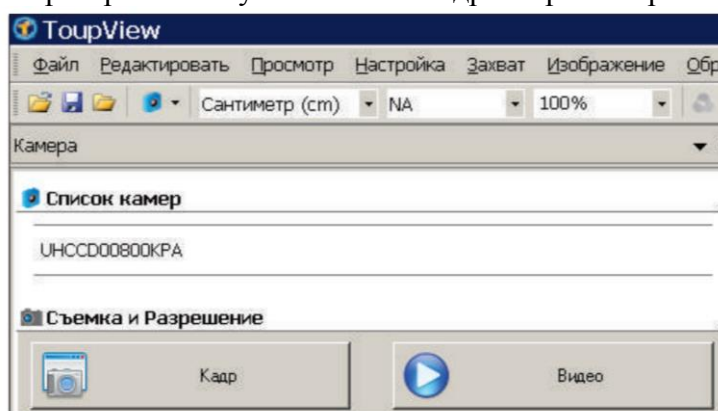 ToupView
Файл Редактировать Просмотр Настройка Захват Изображение Обр
Сантиметр (cm) NA 100%
Камера
Список камер
UHCCD00800KPA
Съемка и Разрешение
Кадр Видео